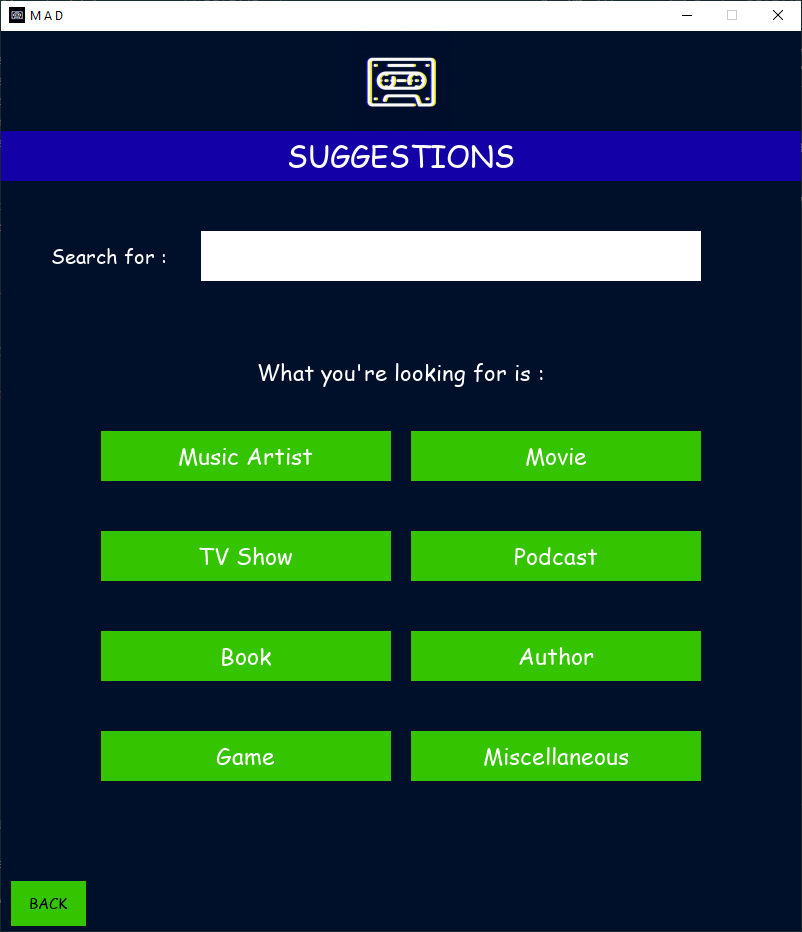 M A D
SUGGESTIONS
Search for :
What you're looking for is :
Music Artist
Movie
TV Show
Podcast
Book
Author
Game
Miscellaneous
BACK